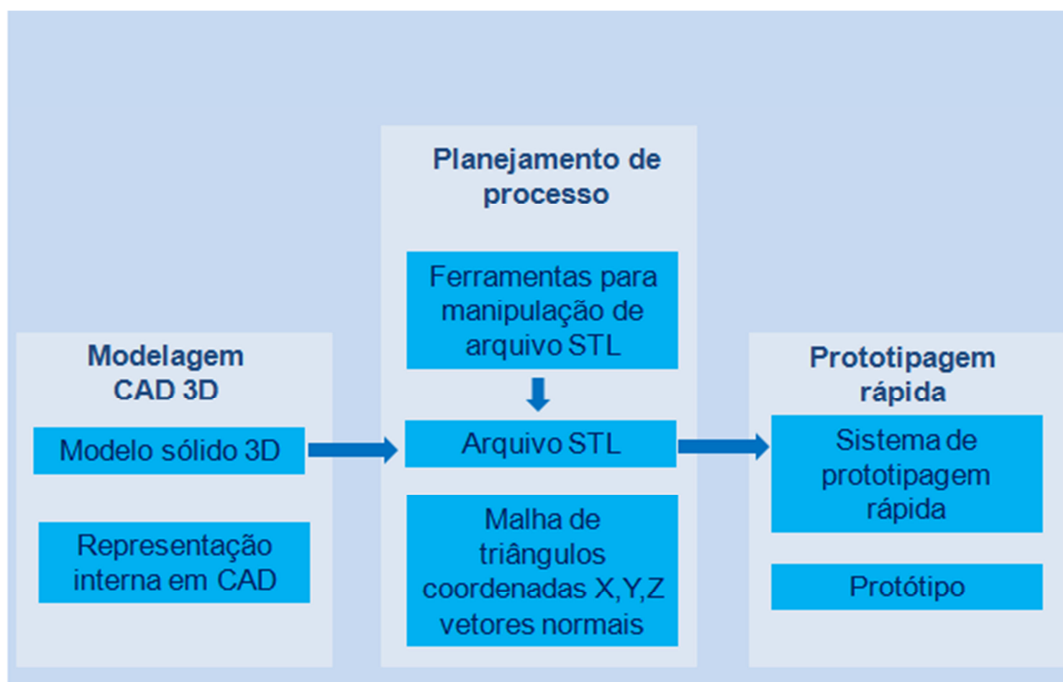 Modelagem
CAD 3D
Modelo sólido 3D
Representação
interna em CAD
Planejamento de
processo
Ferramentas para
manipulação de
arquivo STL
Arquivo STL
Malha de
triângulos
coordenadas X,Y,Z
vetores normais
Prototipagem
rápida
Sistema de
prototipagem
rápida
Protótipo